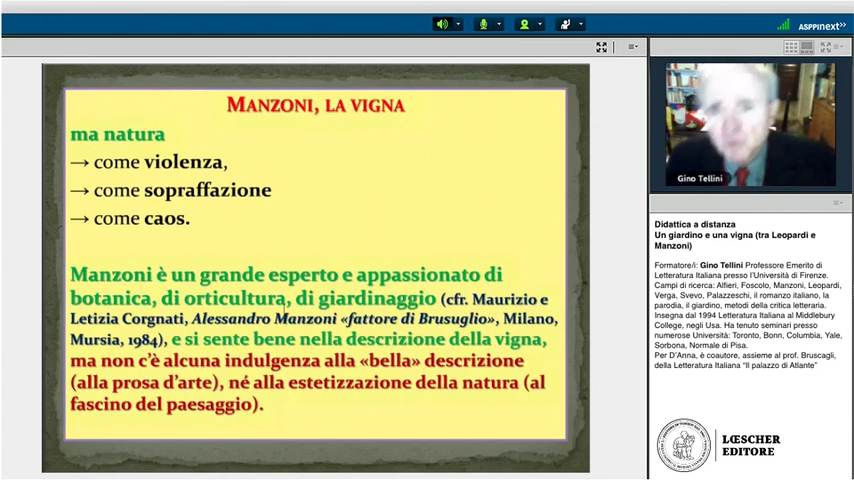 ASPPInext»
MANZONI, LA VIGNA
ma natura
→ come violenza,
→ come sopraffazione
→ come caos.
Manzoni è un grande esperto e appassionato di
botanica, di orticultura, di giardinaggio (cfr. Maurizio e
Letizia Corgnati, Alessandro Manzoni «fattore di Brusuglio», Milano,
Mursia, 1984), e si sente bene nella descrizione della vigna,
ma non c'è alcuna indulgenza alla «bella» descrizione
(alla prosa d'arte), né alla estetizzazione della natura (al
fascino del paesaggio).
Gino Tellini
Didattica a distanza
Un giardino e una vigna (tra Leopardi e
Manzoni)
Formatore/i: Gino Tellini Professore Emerito di
Letteratura Italiana presso l'Università di Firenze.
Campi di ricerca: Alfieri, Foscolo, Manzoni, Leopardi,
Verga, Svevo, Palazzeschi, il romanzo italiano, la
parodia, il giardino, metodi della critica letteraria.
Insegna dal 1994 Letteratura Italiana al Middlebury
College, negli Usa. Ha tenuto seminari presso
numerose Università: Toronto, Bonn, Columbia, Yale,
Sorbona, Normale di Pisa.
Per D'Anna, è coautore, assieme al prof. Bruscagli,
della Letteratura Italiana "Il palazzo di Atlante"
LŒSCHER
EDITORE